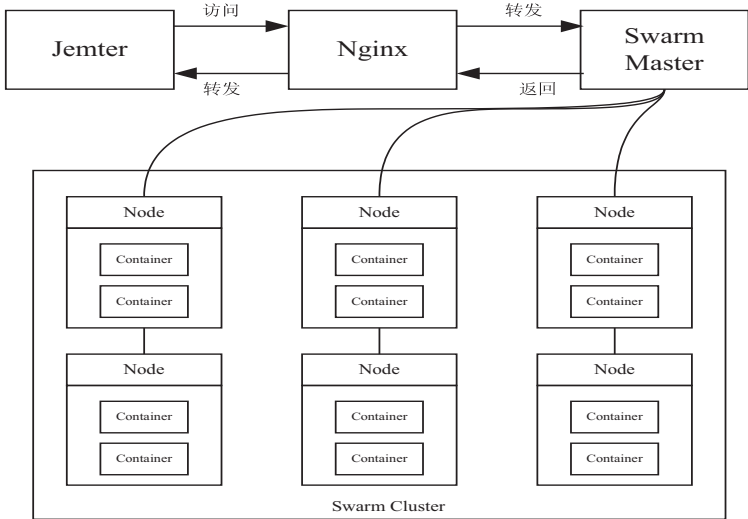 访问
转发
Jemter
Nginx
Swarm
Master
转发
返回
Node
Node
Node
Container
Container
Container
Container
Container
Container
Node
Node
Node
Container
Container
Container
Container
Container
Container
Swarm Cluster